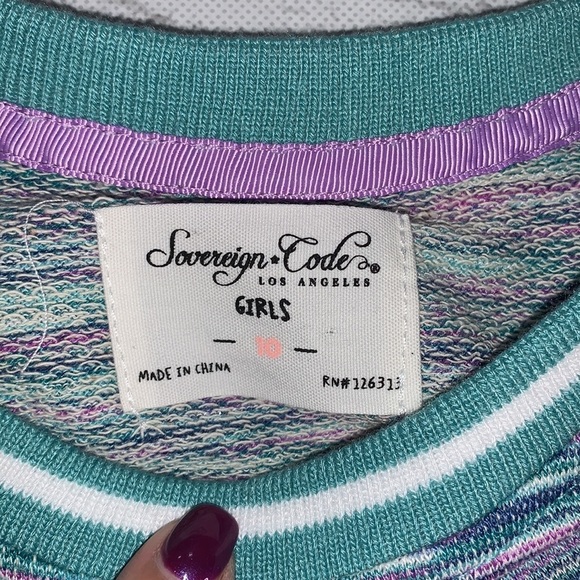 Sovereign★Code®
LOS ANGELES
GIRLS
— 10 —
MADE IN CHINA
RN#126313